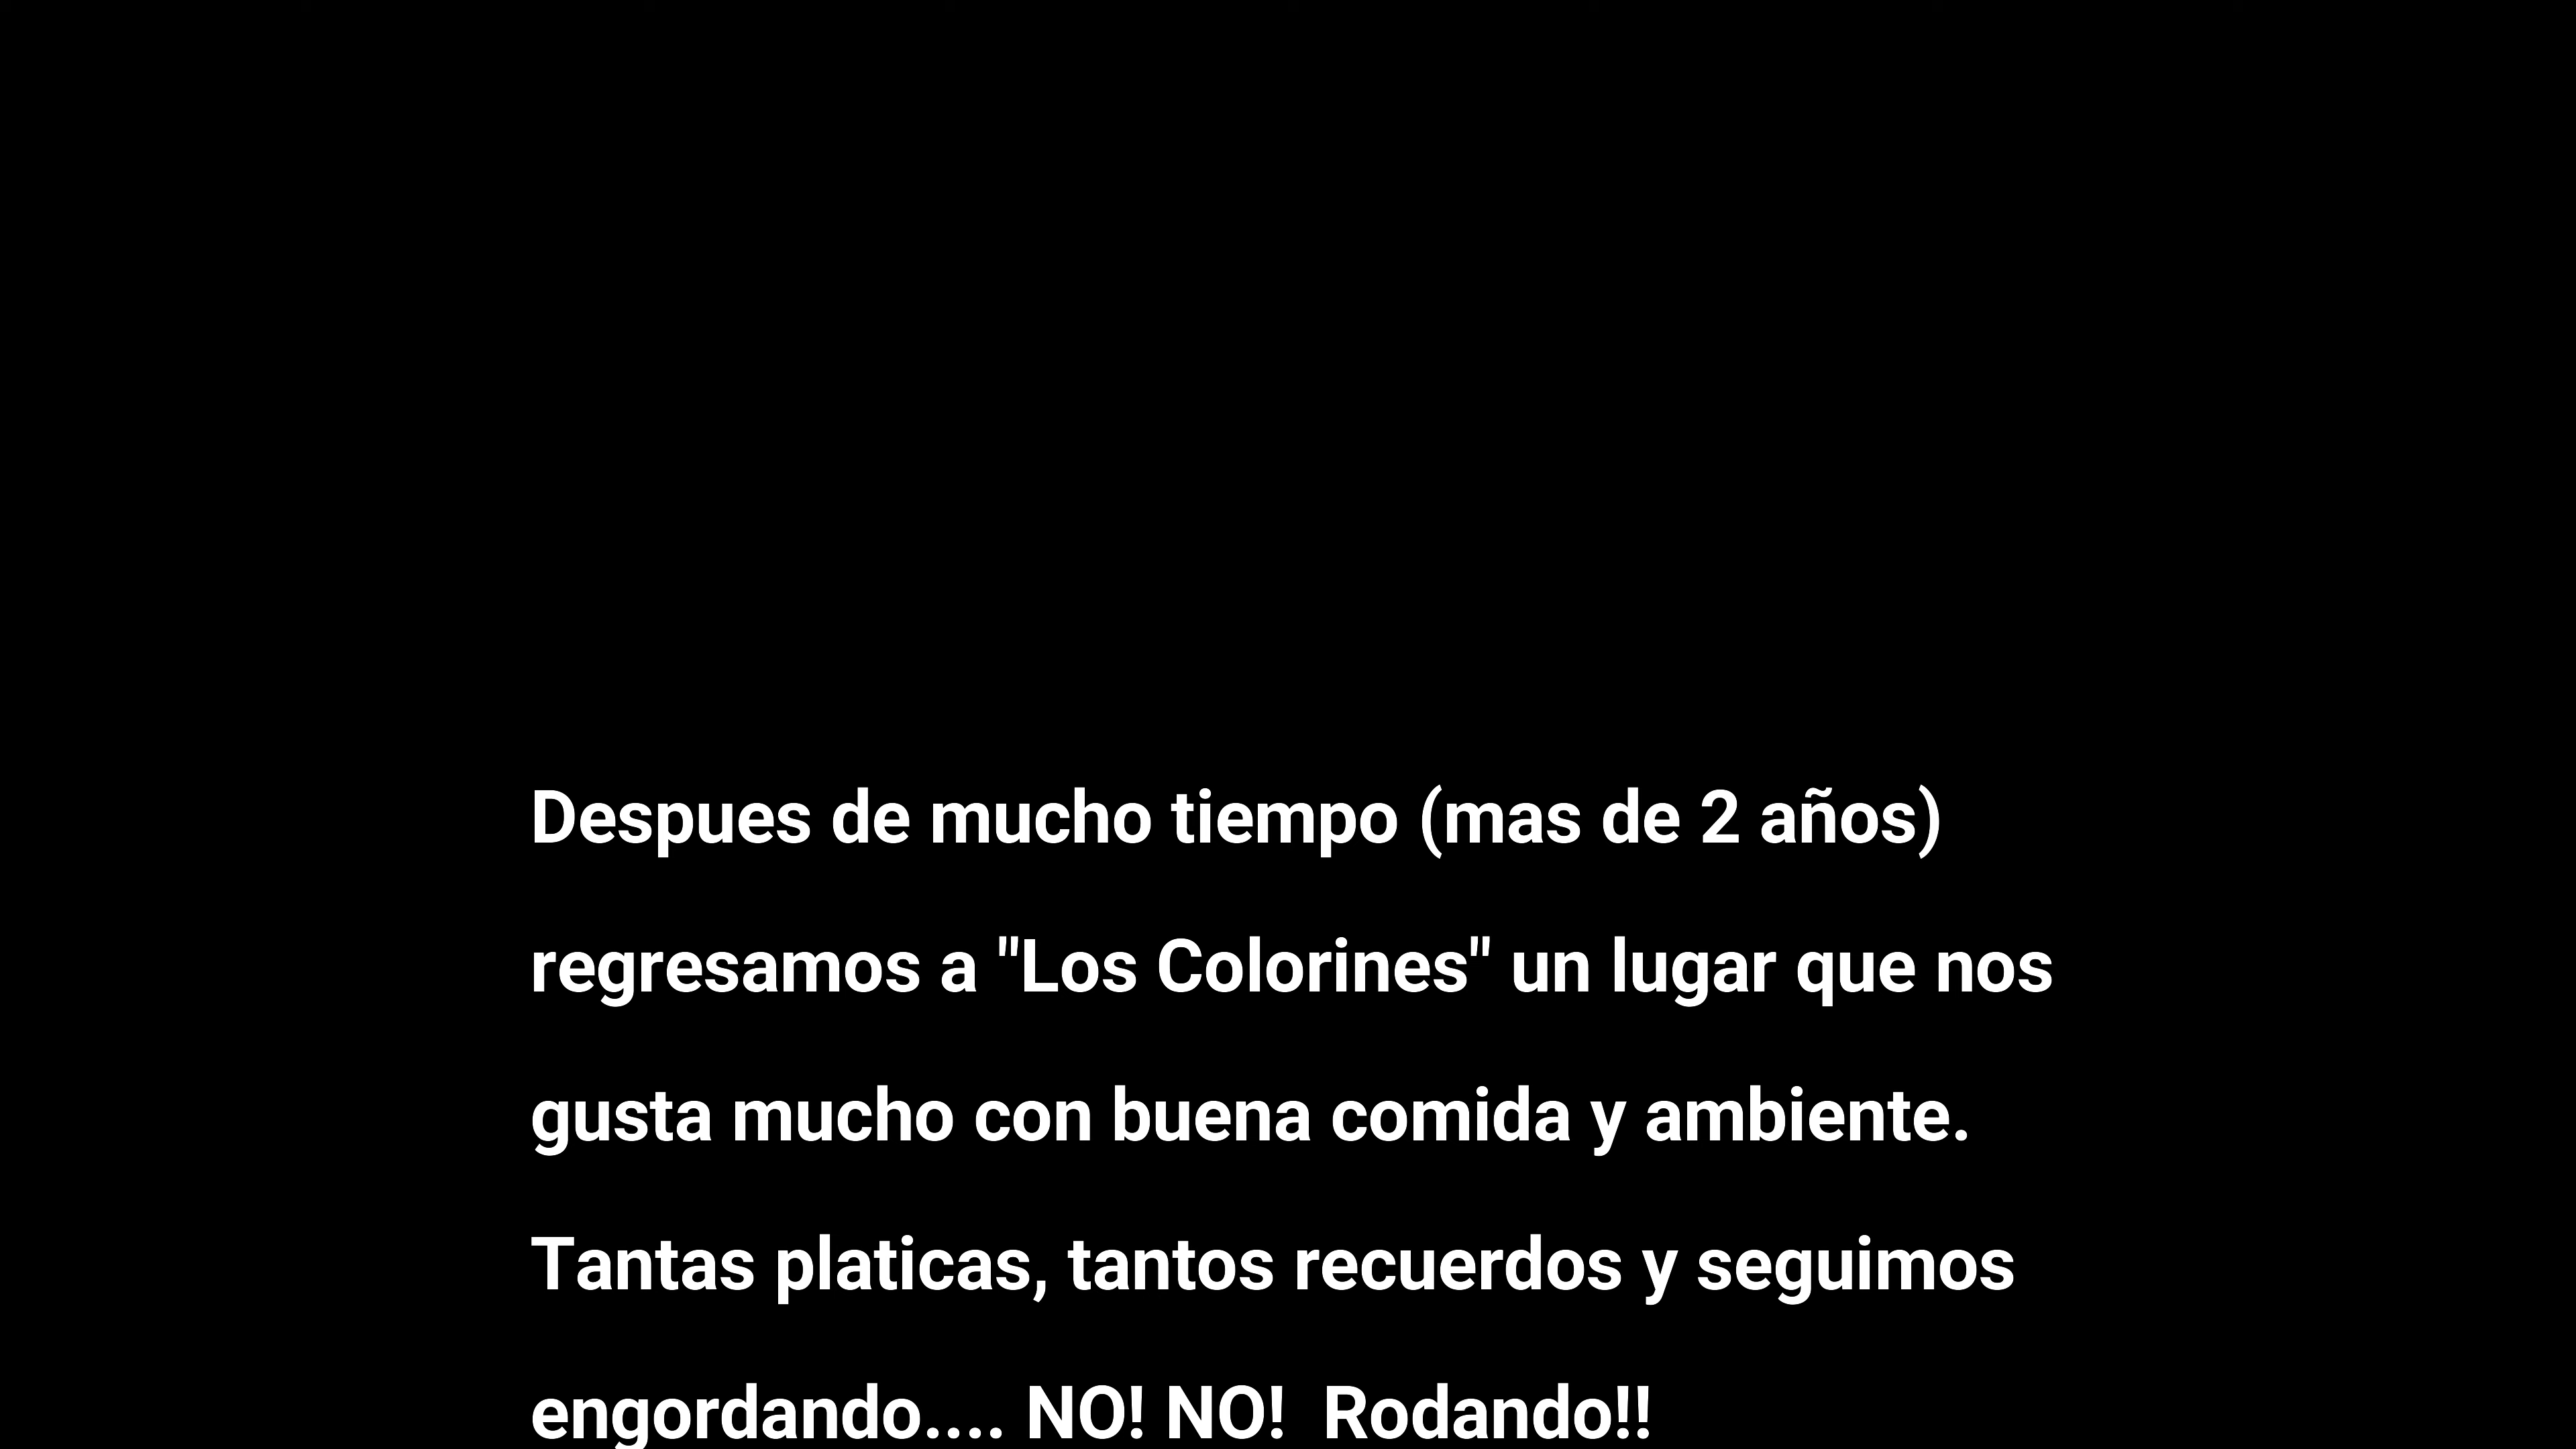 Despues de mucho tiempo (mas de 2 años)
regresamos a "Los Colorines" un lugar que nos
gusta mucho con buena comida y ambiente.
Tantas platicas, tantos recuerdos y seguimos
engordando.... NO! NO!  Rodando!!